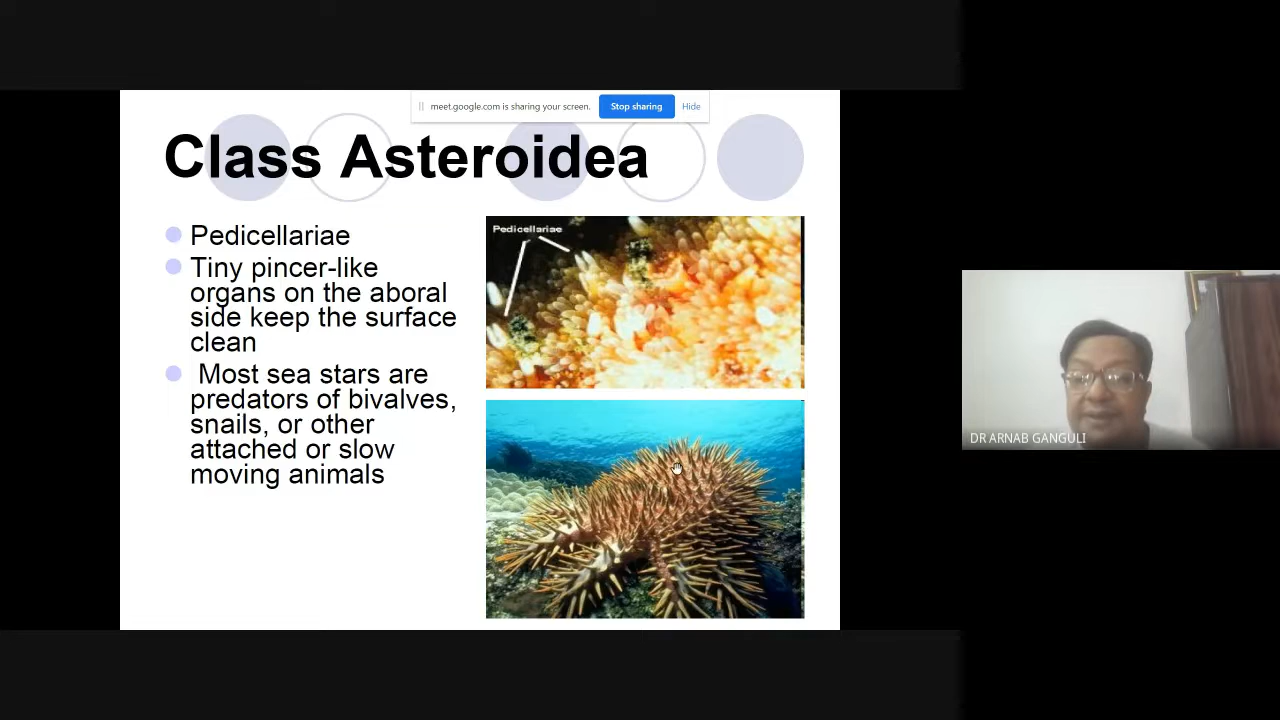 meet.google.com is sharing your screen.
Stop sharing
Hide
Class Asteroidea
Pedicellariae
Tiny pincer-like
organs on the aboral
side keep the surface
clean
Most sea stars are
predators of bivalves,
snails, or other
attached or slow
moving animals
Pedicellariae
DR ARNAB GANGULI